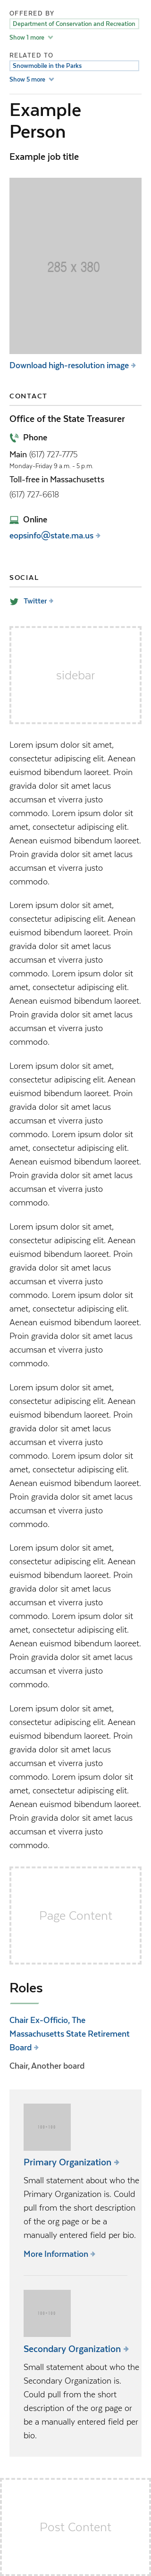 OFFERED BY
Department of Conservation and Recreation
Show 1 more
RELATED TO
Snowmobile in the Parks
Show 5 more
Example
Person
Example job title
285 x 380
Download high-resolution image
CONTACT
Office of the State Treasurer
Phone
Main (617) 727-7775
Monday-Friday 9 a.m. - 5 p.m
Toll-free in Massachusetts
(617) 727-6618
Online
eopsinfo@state.ma.us
SOCIAL
Twitter
sidebar
Lorem ipsum dolor sit amet,
consectetur adipiscing elit. Aenean
euismod bibendum laoreet. Proin
gravida dolor sit amet lacus
accumsan et viverra justo
commodo. Lorem ipsum dolor sit
amet, consectetur adipiscing elit.
Aenean euismod bibendum laoreet.
Proin gravida dolor sit amet lacus
accumsan et viverra justo
commodo.
Lorem ipsum dolor sit amet,
consectetur adipiscing elit. Aenean
euismod bibendum laoreet. Proin
gravida dolor sit amet lacus
accumsan et viverra justo
commodo. Lorem ipsum dolor sit
amet, consectetur adipiscing elit.
Aenean euismod bibendum laoreet.
Proin gravida dolor sit amet lacus
accumsan et viverra justo
commodo.
Lorem ipsum dolor sit amet,
consectetur adipiscing elit. Aenean
euismod bibendum laoreet. Proin
gravida dolor sit amet lacus
accumsan et viverra justo
commodo. Lorem ipsum dolor sit
amet, consectetur adipiscing elit.
Aenean euismod bibendum laoreet.
Proin gravida dolor sit amet lacus
accumsan et viverra justo
commodo.
Lorem ipsum dolor sit amet,
consectetur adipiscing elit. Aenean
euismod bibendum laoreet. Proin
gravida dolor sit amet lacus
accumsan et viverra justo
commodo. Lorem ipsum dolor sit
amet, consectetur adipiscing elit.
Aenean euismod bibendum laoreet.
Proin gravida dolor sit amet lacus
accumsan et viverra justo
commodo.
Lorem ipsum dolor sit amet,
consectetur adipiscing elit. Aenean
euismod bibendum laoreet. Proin
gravida dolor sit amet lacus
accumsan et viverra justo
commodo. Lorem ipsum dolor sit
amet, consectetur adipiscing elit.
Aenean euismod bibendum laoreet.
Proin gravida dolor sit amet lacus
accumsan et viverra justo
commodo.
Lorem ipsum dolor sit amet,
consectetur adipiscing elit. Aenean
euismod bibendum laoreet. Proin
gravida dolor sit amet lacus
accumsan et viverra justo
commodo. Lorem ipsum dolor sit
amet, consectetur adipiscing elit.
Aenean euismod bibendum laoreet.
Proin gravida dolor sit amet lacus
accumsan et viverra justo
commodo.
Lorem ipsum dolor sit amet,
consectetur adipiscing elit. Aenean
euismod bibendum laoreet. Proin
gravida dolor sit amet lacus
accumsan et viverra justo
commodo. Lorem ipsum dolor sit
amet, consectetur adipiscing elit.
Aenean euismod bibendum laoreet.
Proin gravida dolor sit amet lacus
accumsan et viverra justo
commodo.
Page Content
Roles
Chair Ex-Officio, The
Massachusetts State Retirement
Board
Chair, Another board
Primary Organization
Small statement about who the
Primary Organization is. Could
pull from the short description
of the org page or be a
manually entered field per bio.
More Information
Secondary Organization
Small statement about who the
Secondary Organization is.
Could pull from the short
description of the org page or
be a manually entered field per
bio.
Post Content